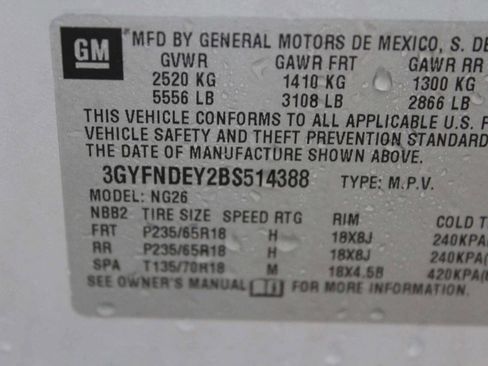 GM MFD BY GENERAL MOTORS DE MEXICO, S. DE
GVWR GAWR FRT GAWR RR
2520 KG 1410 KG 1300 KG
5556 LB 3108 LB 2866 LB
THIS VEHICLE CONFORMS TO ALL APPLICABLE U.S. F
VEHICLE SAFETY AND THEFT PREVENTION STANDARD
DATE OF MANUFACTURE SHOWN ABOVE.
3GYFNDEY2BS514388 TYPE: M.P.V.
MODEL: NG26
NBB2 TIRE SIZE SPEED RTG RIM COLD T
FRT P235/65R18 H 18X8J 240KPA(
RR P235/65R18 H 18X8J 240KPA(
SPA T135/70H18 M 18X4.5B 420KPA(
SEE OWNER'S MANUAL FOR MORE INFORMATION.